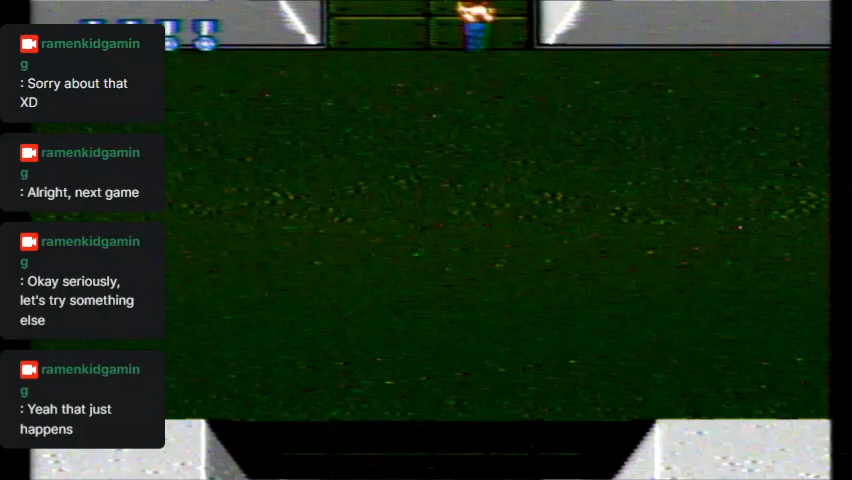 ramenkidgamin
g
: Sorry about that
XD
ramenkidgamin
g
: Alright, next game
ramenkidgamin
g
: Okay seriously,
let's try something
else
ramenkidgamin
g
: Yeah that just
happens